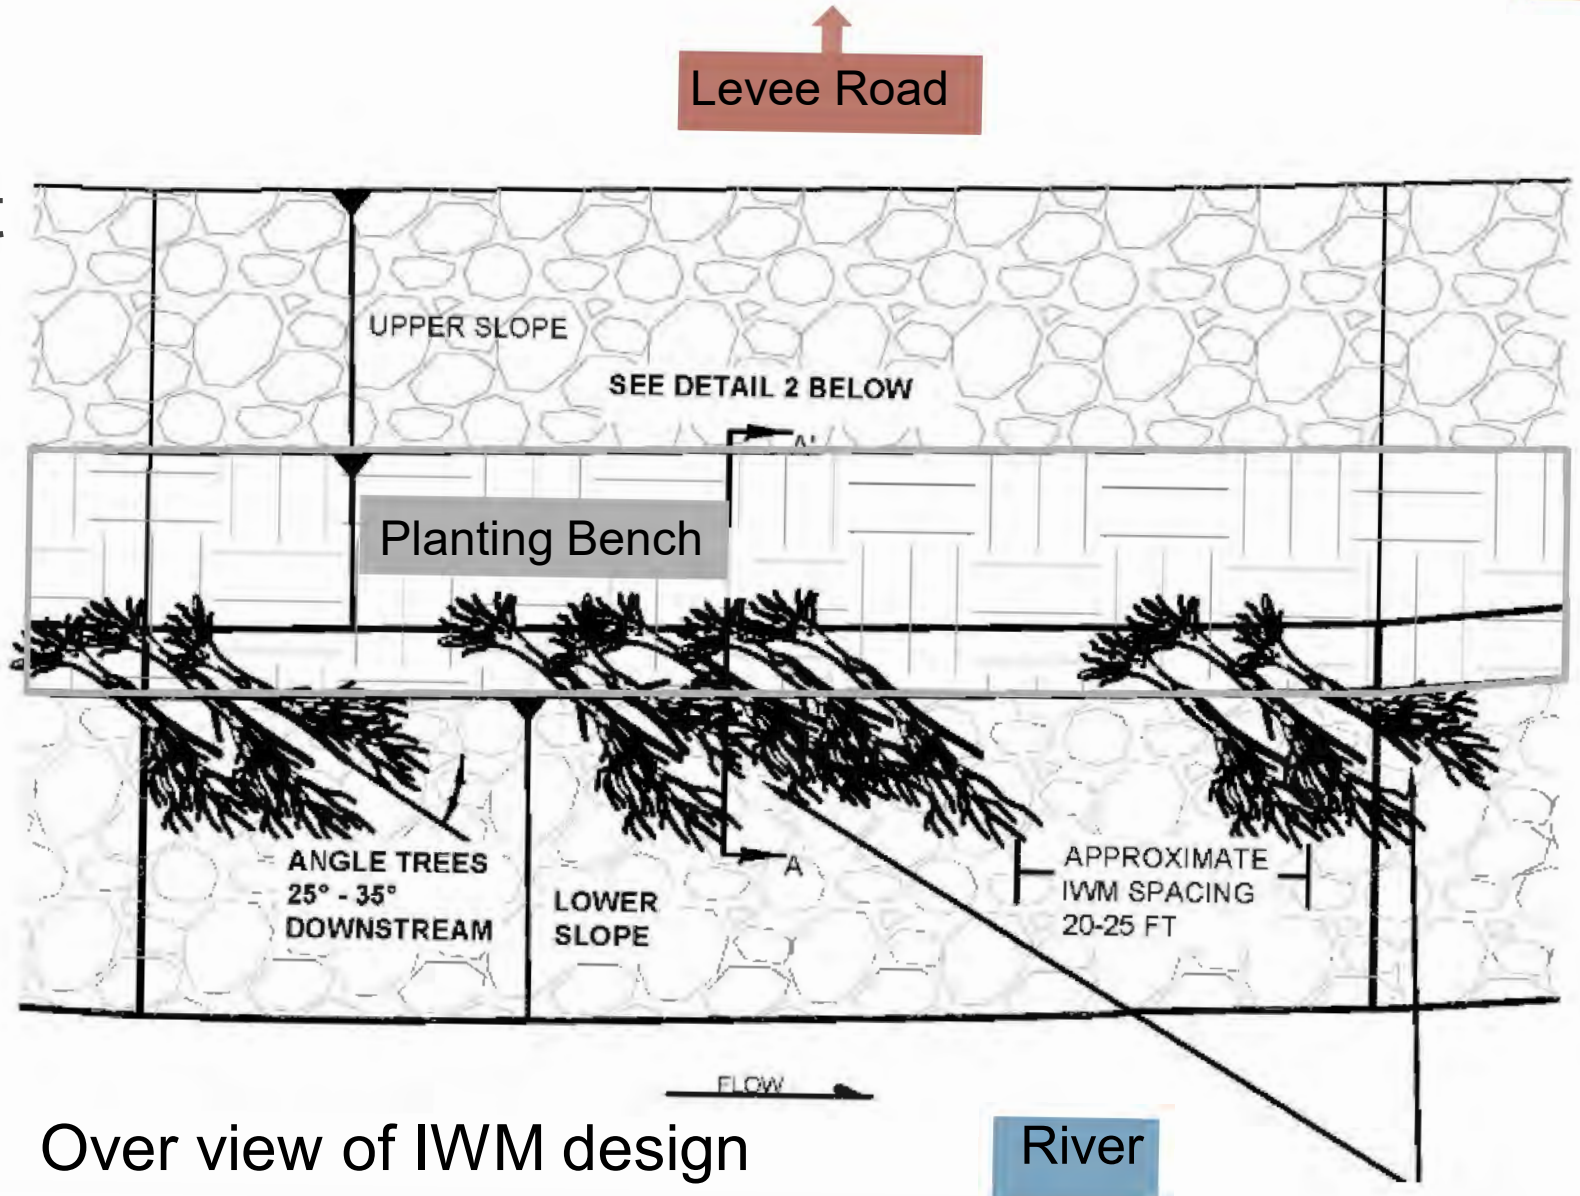 Levee Road
UPPER SLOPE
SEE DETAIL 2 BELOW
A'
Planting Bench
ANGLE TREES
25° - 35°
DOWNSTREAM
LOWER
SLOPE
A
APPROXIMATE
IWM SPACING
20-25 FT
FLOW
Over view of IWM design
River